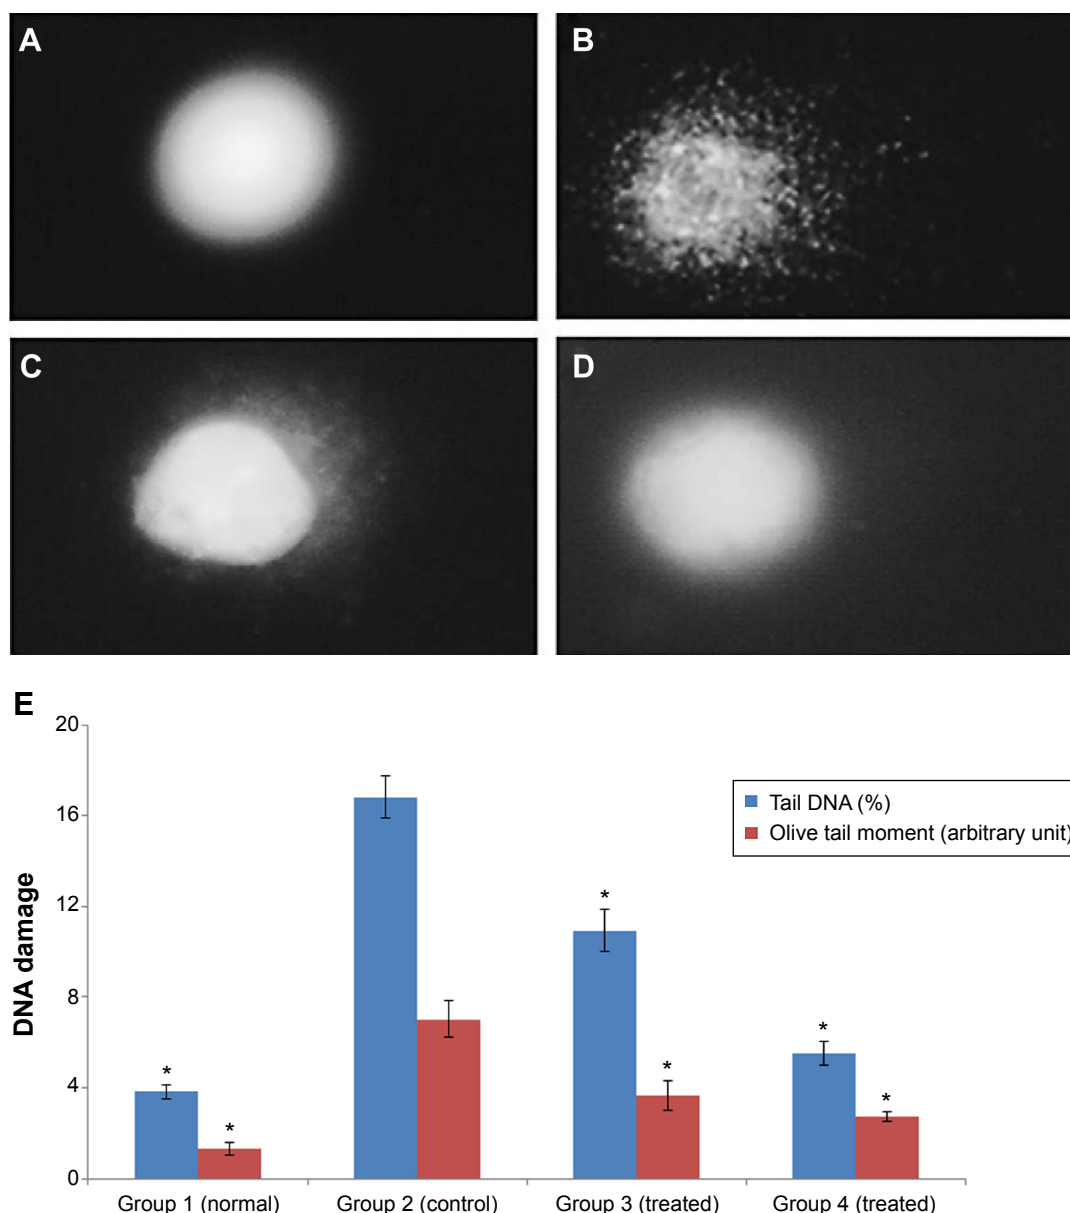 A
B
C
D
E
20
16
12
8
4
0
DNA damage
Tail DNA (%)
Olive tail moment (arbitrary unit)
*
*
*
*
*
*
Group 1 (normal)
Group 2 (control)
Group 3 (treated)
Group 4 (treated)